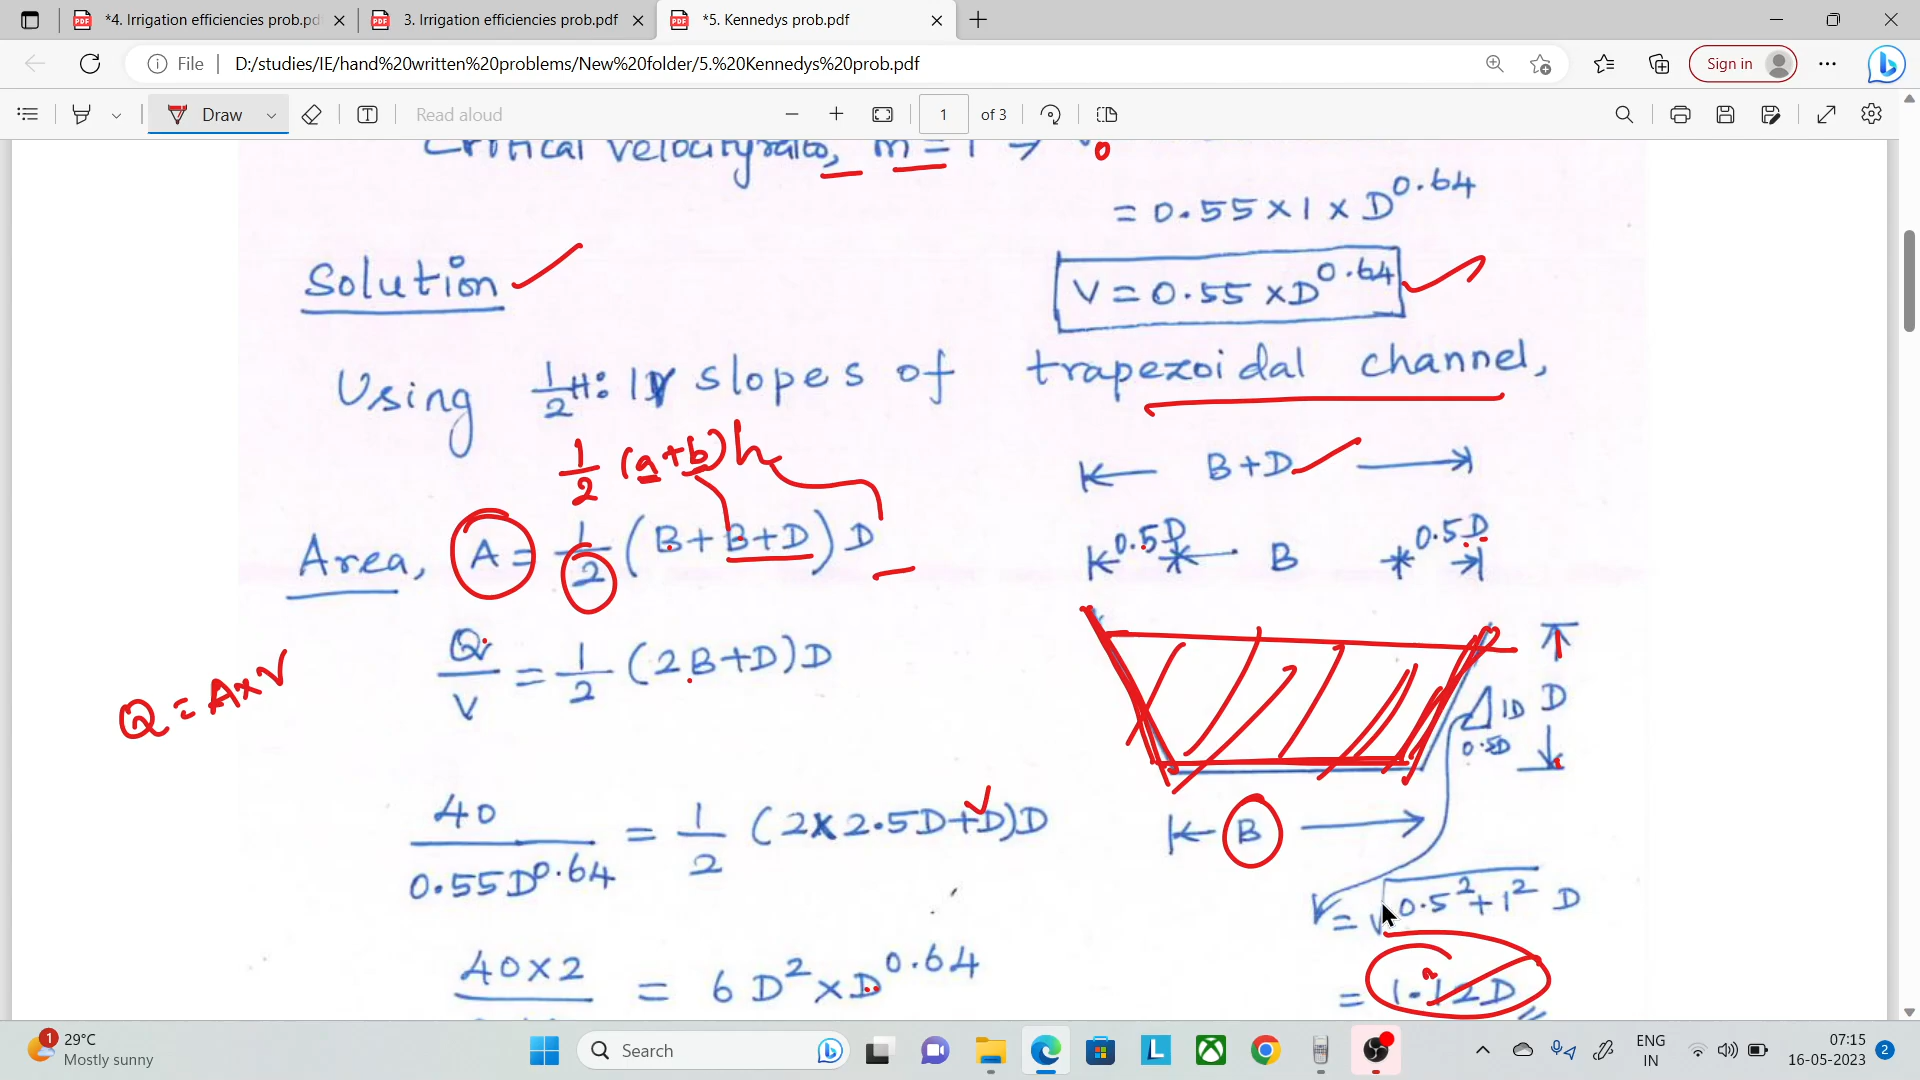 *4. Irrigation efficiencies prob.pd
3. Irrigation efficiencies prob.pdf
*5. Kennedys prob.pdf
File D:/studies/IE/hand%20written%20problems/New%20folder/5.%20Kennedys%20prob.pdf
Sign in
Draw
Read aloud
1 of 3
Critical velocity ratio, m = 1 →
= 0.55 × 1 × D^0.64
Solution
V = 0.55 × D^0.64
Using 1/2 H : 1V slopes of trapezoidal channel,
1/2 (a+b) h
B+D
Area, A = 1/2 (B + B+D) D
0.5D B 0.5D
Q/V = 1/2 (2B+D) D
Q = A×V
1D D
0.5D
40 / 0.55 D^0.64 = 1/2 (2×2.5D+D) D
B
= √0.5² + 1² D
40×2 = 6 D² × D^0.64
= 1.12D
1 29°C
Mostly sunny
Search
ENG
IN
07:15
16-05-2023
2